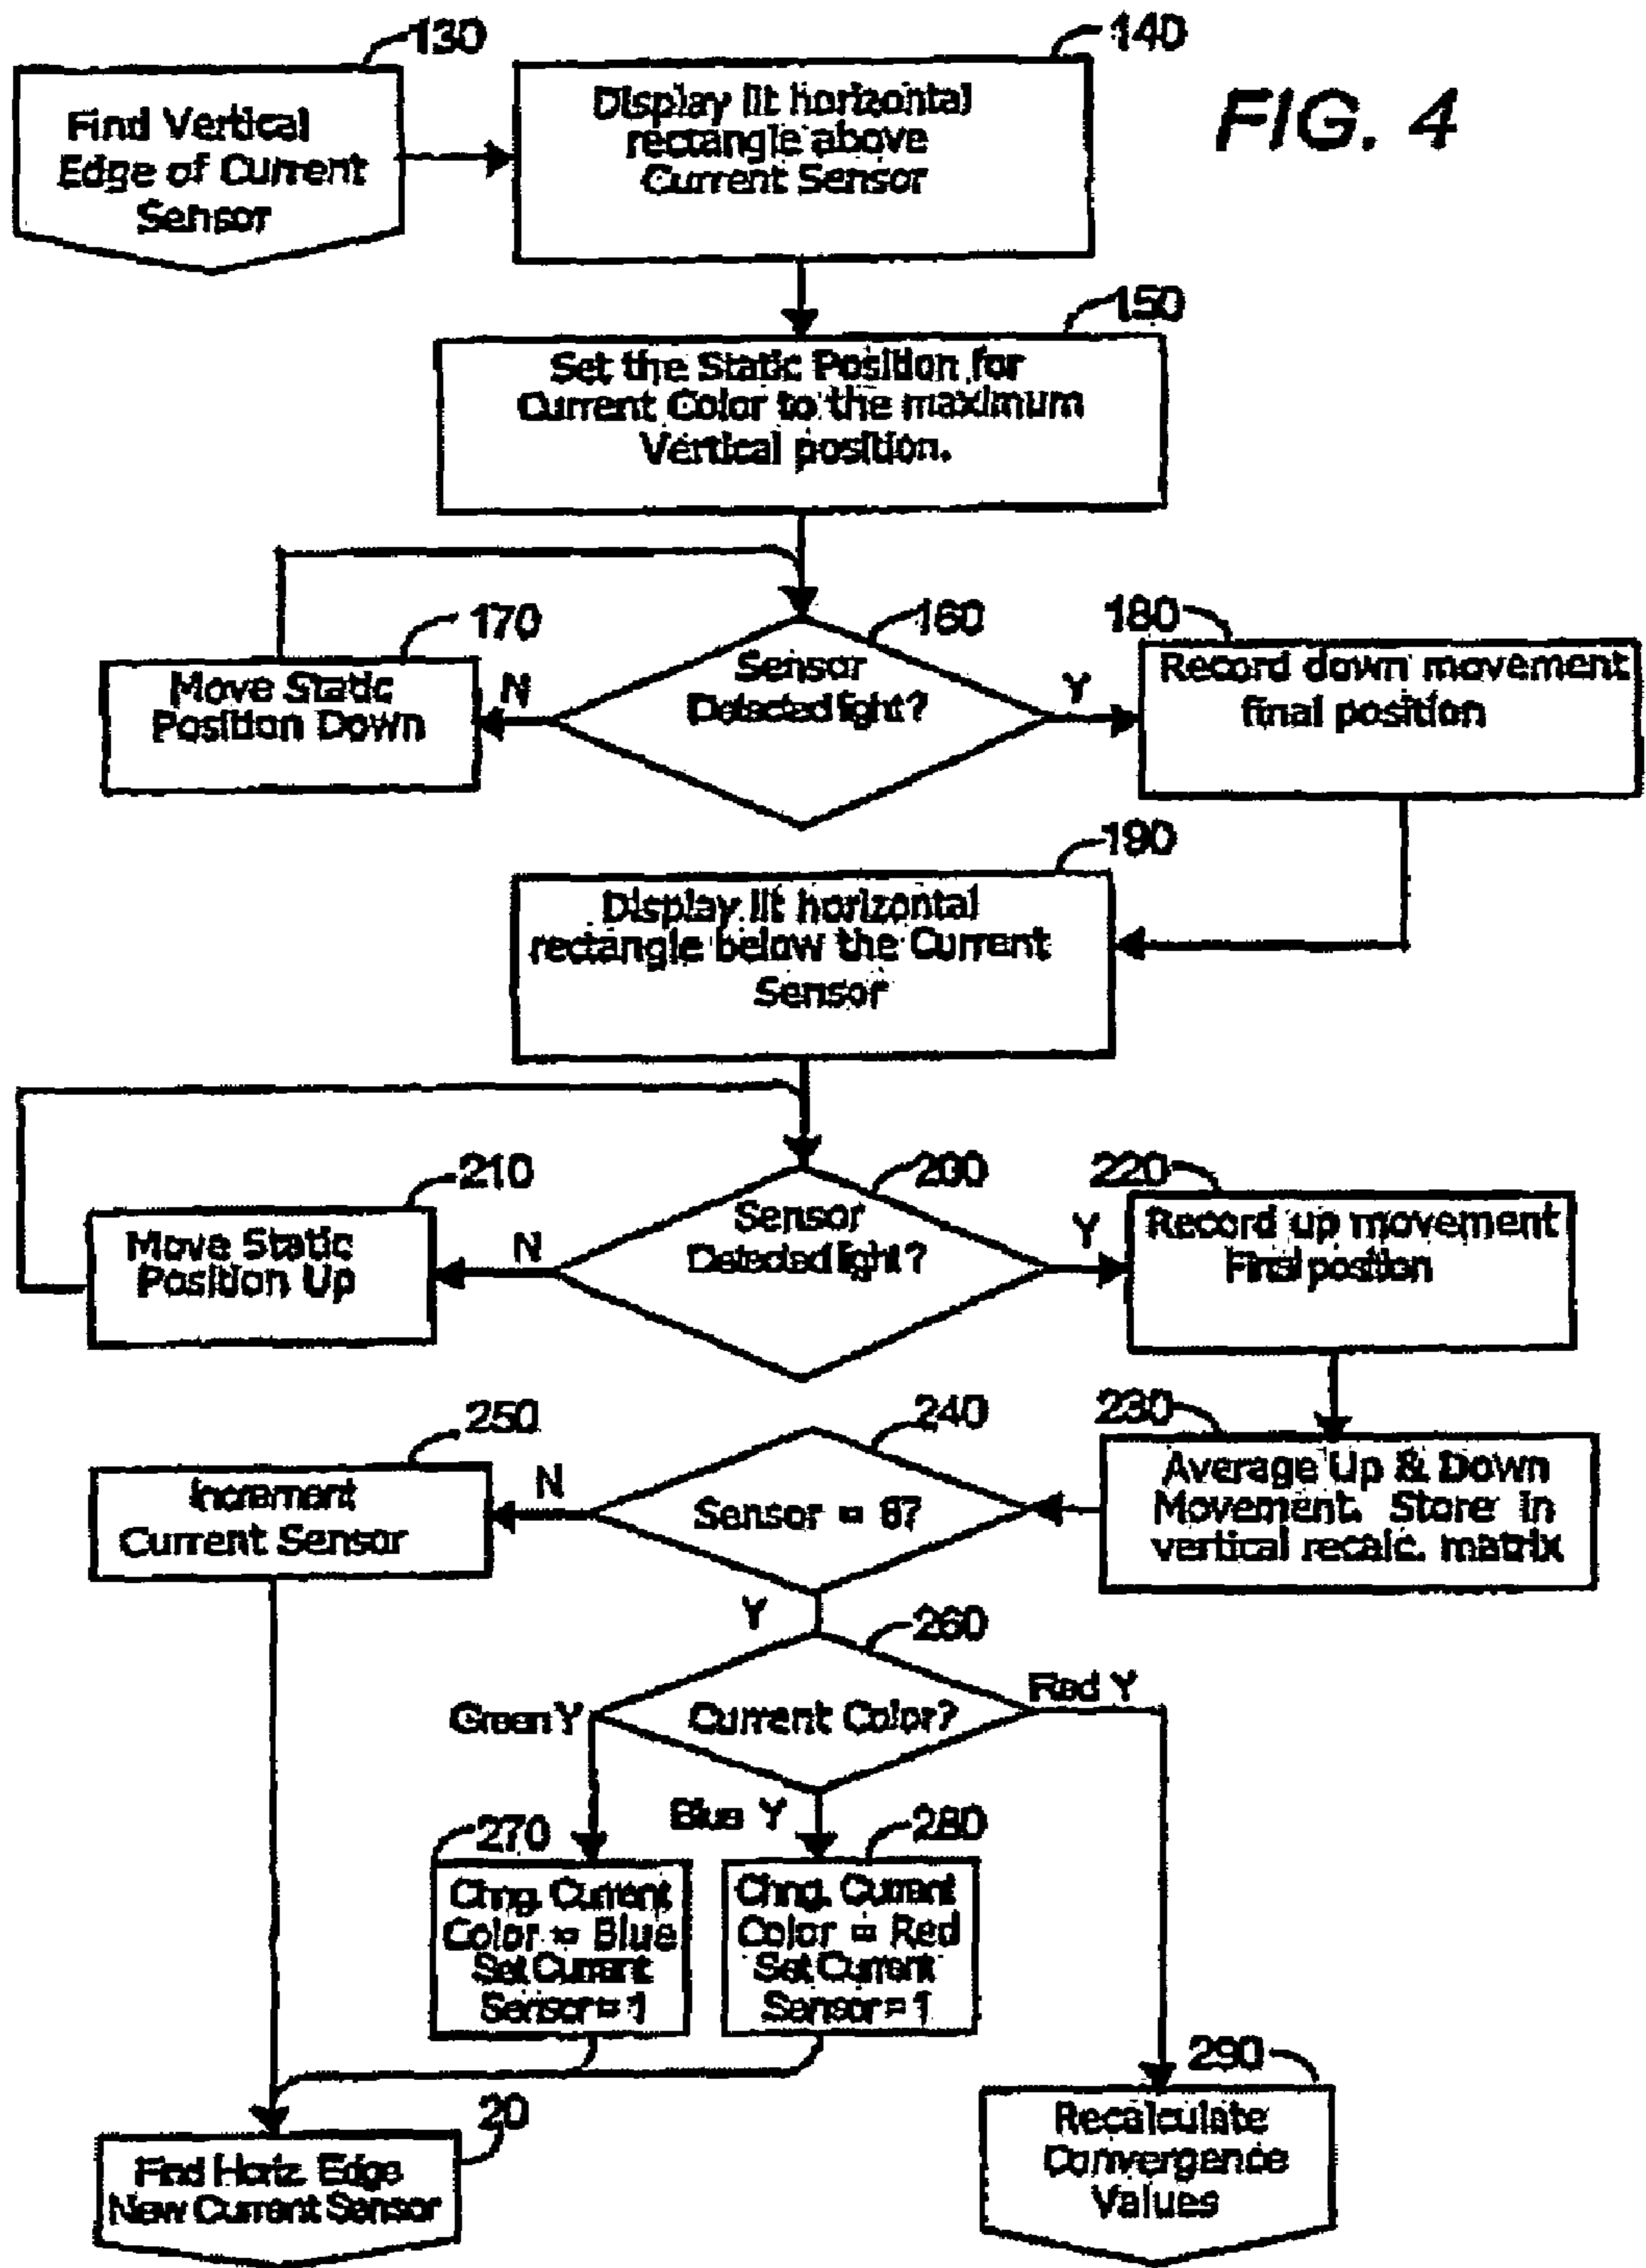 FIG. 4
130
Find Vertical
Edge of Current
Sensor
140
Display lit horizontal
rectangle above
Current Sensor
150
Set the Static Position for
Current Color to the maximum
Vertical position.
160
Sensor
Detected light?
N
Y
170
Move Static
Position Down
180
Record down movement
final position
190
Display lit horizontal
rectangle below the Current
Sensor
200
Sensor
Detected light?
N
Y
210
Move Static
Position Up
220
Record up movement
Final position
230
Average Up & Down
Movement. Store in
vertical recalc. matrix
240
Sensor = 8?
N
Y
250
Increment
Current Sensor
260
Current Color?
Green Y
Blue Y
Red Y
270
Chng. Current
Color = Blue
Set Current
Sensor = 1
280
Chng. Current
Color = Red
Set Current
Sensor = 1
20
Find Horiz. Edge
New Current Sensor
290
Recalculate
Convergence
Values